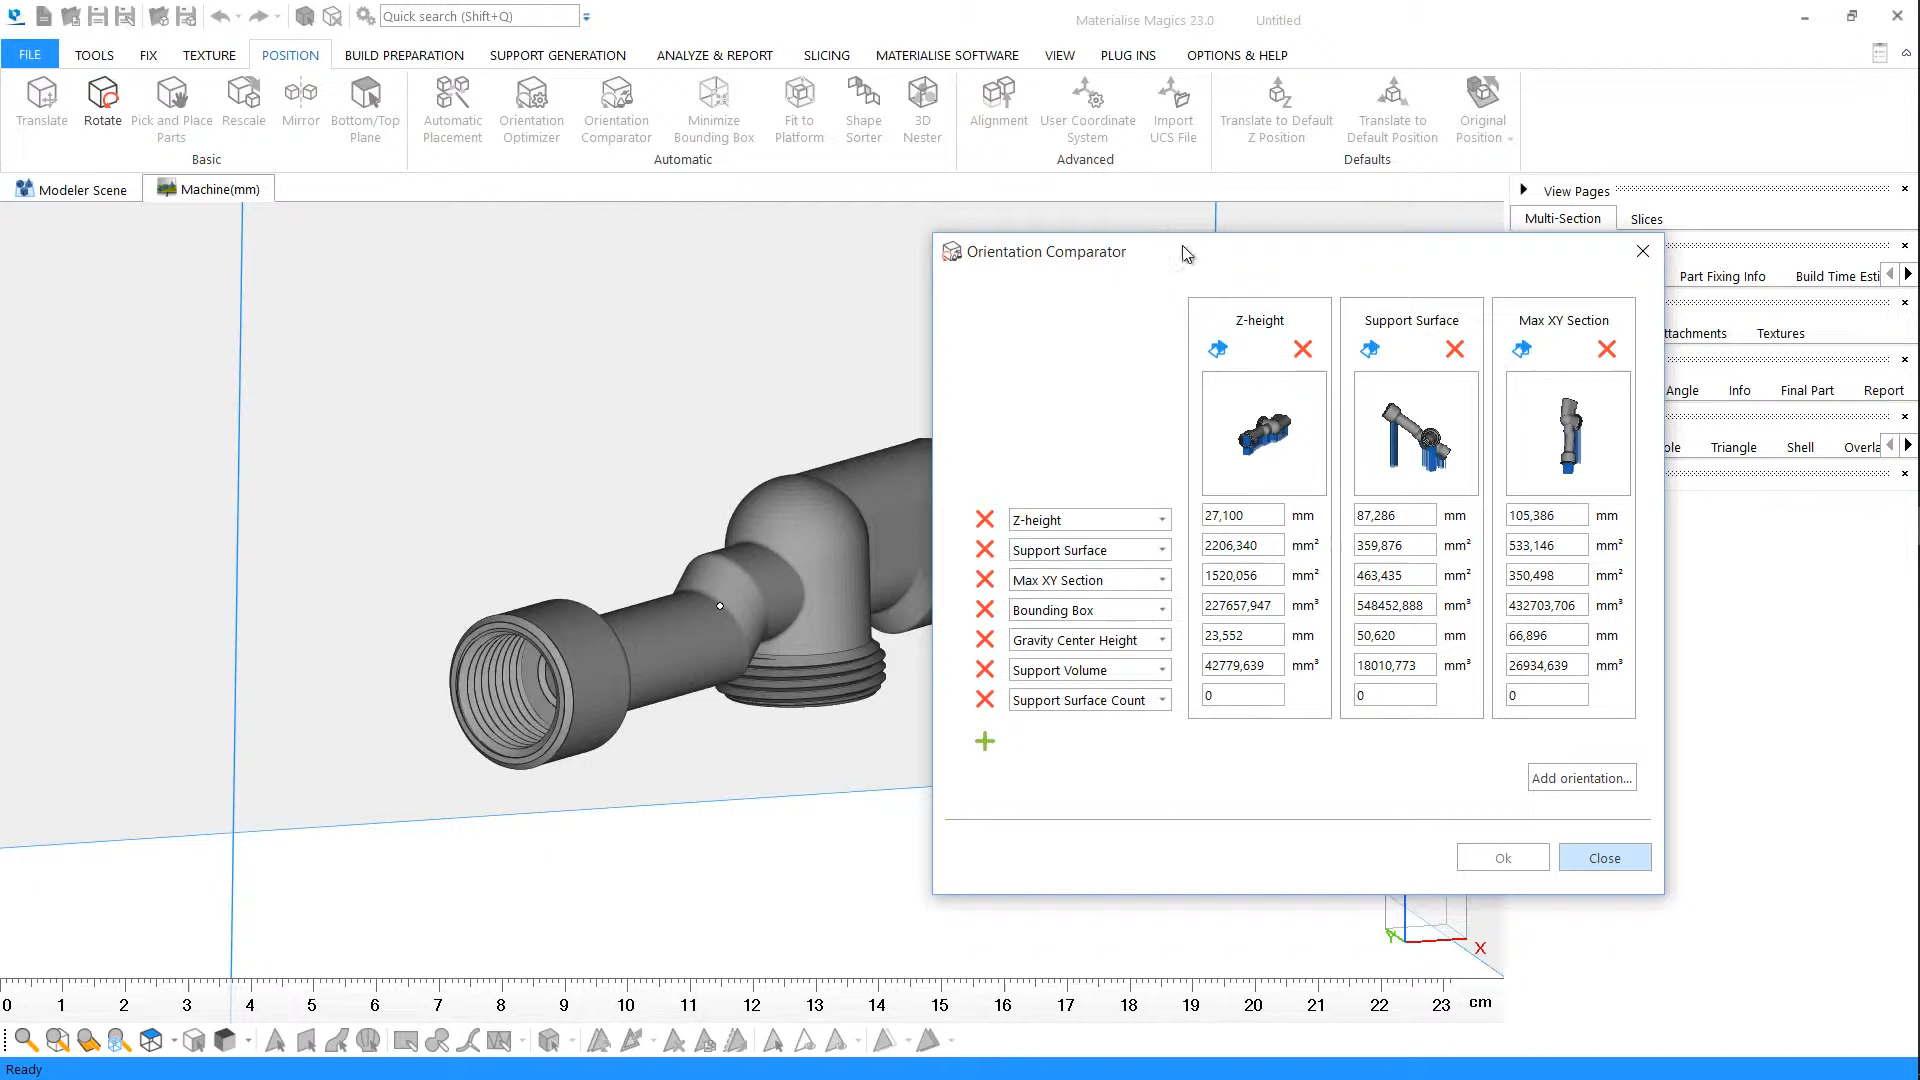 Quick search (Shift+Q)
Materialise Magics 23.0 Untitled
FILE TOOLS FIX TEXTURE POSITION BUILD PREPARATION SUPPORT GENERATION ANALYZE & REPORT SLICING MATERIALISE SOFTWARE VIEW PLUG INS OPTIONS & HELP
Translate Rotate Pick and Place Parts Rescale Mirror Bottom/Top Plane
Automatic Placement Orientation Optimizer Orientation Comparator Minimize Bounding Box Fit to Platform Shape Sorter 3D Nester
Alignment User Coordinate System Import UCS File
Translate to Default Z Position Translate to Default Position Original Position
Basic Automatic Advanced Defaults
Modeler Scene Machine(mm)
View Pages
Multi-Section Slices
Part Fixing Info Build Time Esti
ttachments Textures
Angle Info Final Part Report
ole Triangle Shell Overla
Orientation Comparator
Z-height Support Surface Max XY Section
Z-height 27,100 mm 87,286 mm 105,386 mm
Support Surface 2206,340 mm² 359,876 mm² 533,146 mm²
Max XY Section 1520,056 mm² 463,435 mm² 350,498 mm²
Bounding Box 227657,947 mm³ 548452,888 mm³ 432703,706 mm³
Gravity Center Height 23,552 mm 50,620 mm 66,896 mm
Support Volume 42779,639 mm³ 18010,773 mm³ 26934,639 mm³
Support Surface Count 0 0 0
Add orientation...
Ok Close
Y X
0 1 2 3 4 5 6 7 8 9 10 11 12 13 14 15 16 17 18 19 20 21 22 23 cm
Ready